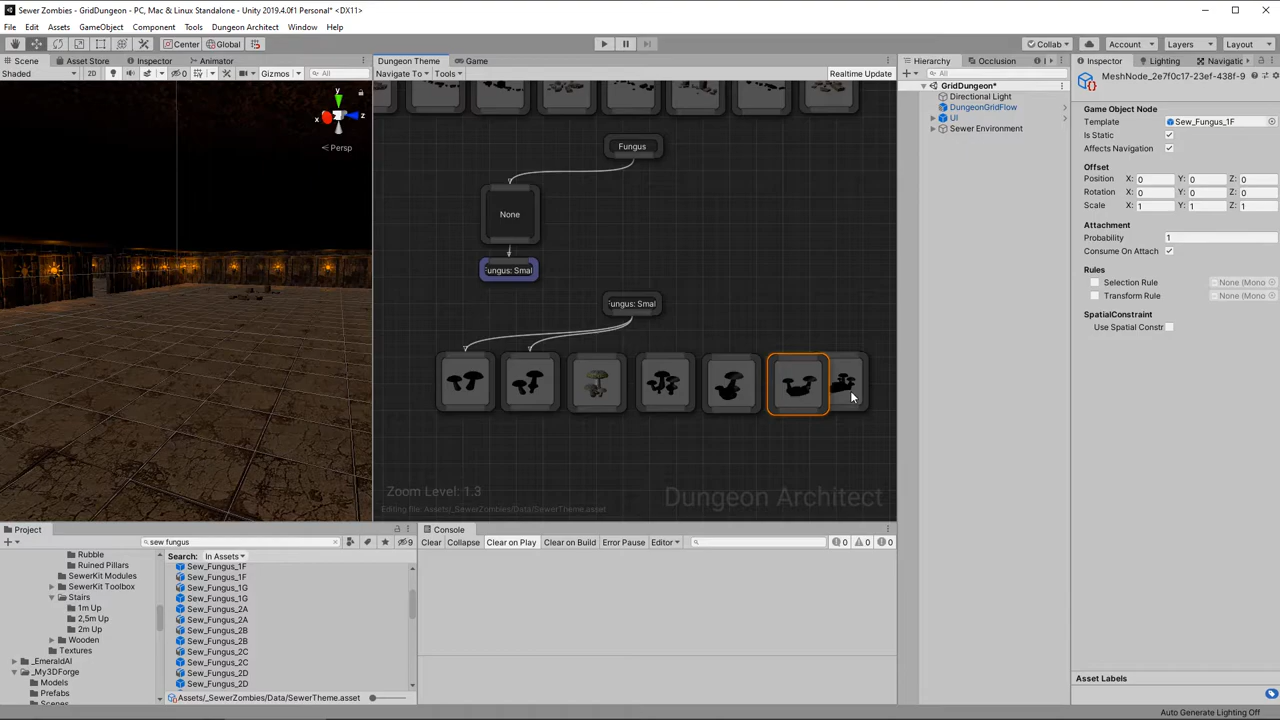 Sewer Zombies - GridDungeon - PC, Mac & Linux Standalone - Unity 2019.4.0f1 Personal* <DX11>
File Edit Assets GameObject Component Tools Dungeon Architect Window Help
Center Global Collab Account Layers Layout
Scene Asset Store Inspector Animator
Shaded 2D 0 Gizmos All
y
x z
Persp
Dungeon Theme Game
Navigate To Tools Realtime Update
Fungus
None
Fungus: Smal
Fungus: Smal
Zoom Level: 1.3
Dungeon Architect
Editing file: Assets/_SewerZombies/Data/SewerTheme.asset
Hierarchy Occlusion
All
GridDungeon*
Directional Light
DungeonGridFlow
UI
Sewer Environment
Inspector Lighting Navigatic
MeshNode_2e7f0c17-23ef-438f-9
Game Object Node
Template Sew_Fungus_1F
Is Static
Affects Navigation
Offset
Position X: 0 Y: 0 Z: 0
Rotation X: 0 Y: 0 Z: 0
Scale X: 1 Y: 1 Z: 1
Attachment
Probability 1
Consume On Attach
Rules
Selection Rule None (Mono
Transform Rule None (Mono
SpatialConstraint
Use Spatial Constr
Asset Labels
Project
sew fungus 9
Rubble
Ruined Pillars
SewerKit Modules
SewerKit Toolbox
Stairs
1m Up
2,5m Up
2m Up
Wooden
Textures
_EmeraldAI
_My3DForge
Models
Prefabs
Scenes
Search: In Assets
Sew_Fungus_1F
Sew_Fungus_1F
Sew_Fungus_1G
Sew_Fungus_1G
Sew_Fungus_2A
Sew_Fungus_2A
Sew_Fungus_2B
Sew_Fungus_2B
Sew_Fungus_2C
Sew_Fungus_2C
Sew_Fungus_2D
Sew_Fungus_2D
Assets/_SewerZombies/Data/SewerTheme.asset
Console
Clear Collapse Clear on Play Clear on Build Error Pause Editor 0 0 0
Auto Generate Lighting Off